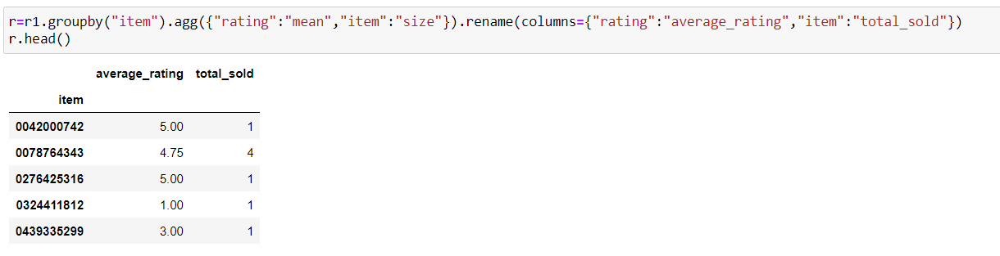 r=r1.groupby("item").agg({"rating":"mean","item":"size"}).rename(columns={"rating":"average_rating","item":"total_sold"})
r.head()
average_rating total_sold
item
0042000742 5.00 1
0078764343 4.75 4
0276425316 5.00 1
0324411812 1.00 1
0439335299 3.00 1